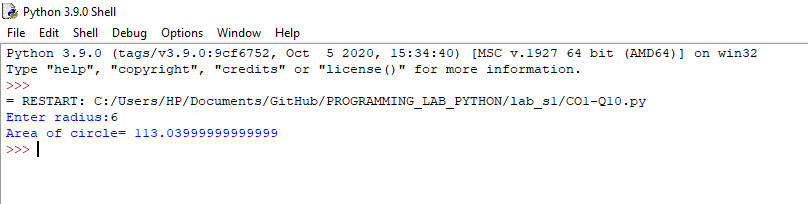 Python 3.9.0 Shell
File Edit Shell Debug Options Window Help
Python 3.9.0 (tags/v3.9.0:9cf6752, Oct  5 2020, 15:34:40) [MSC v.1927 64 bit (AMD64)] on win32
Type "help", "copyright", "credits" or "license()" for more information.
>>>
= RESTART: C:/Users/HP/Documents/GitHub/PROGRAMMING_LAB_PYTHON/lab_s1/CO1-Q10.py
Enter radius:6
Area of circle= 113.03999999999999
>>>